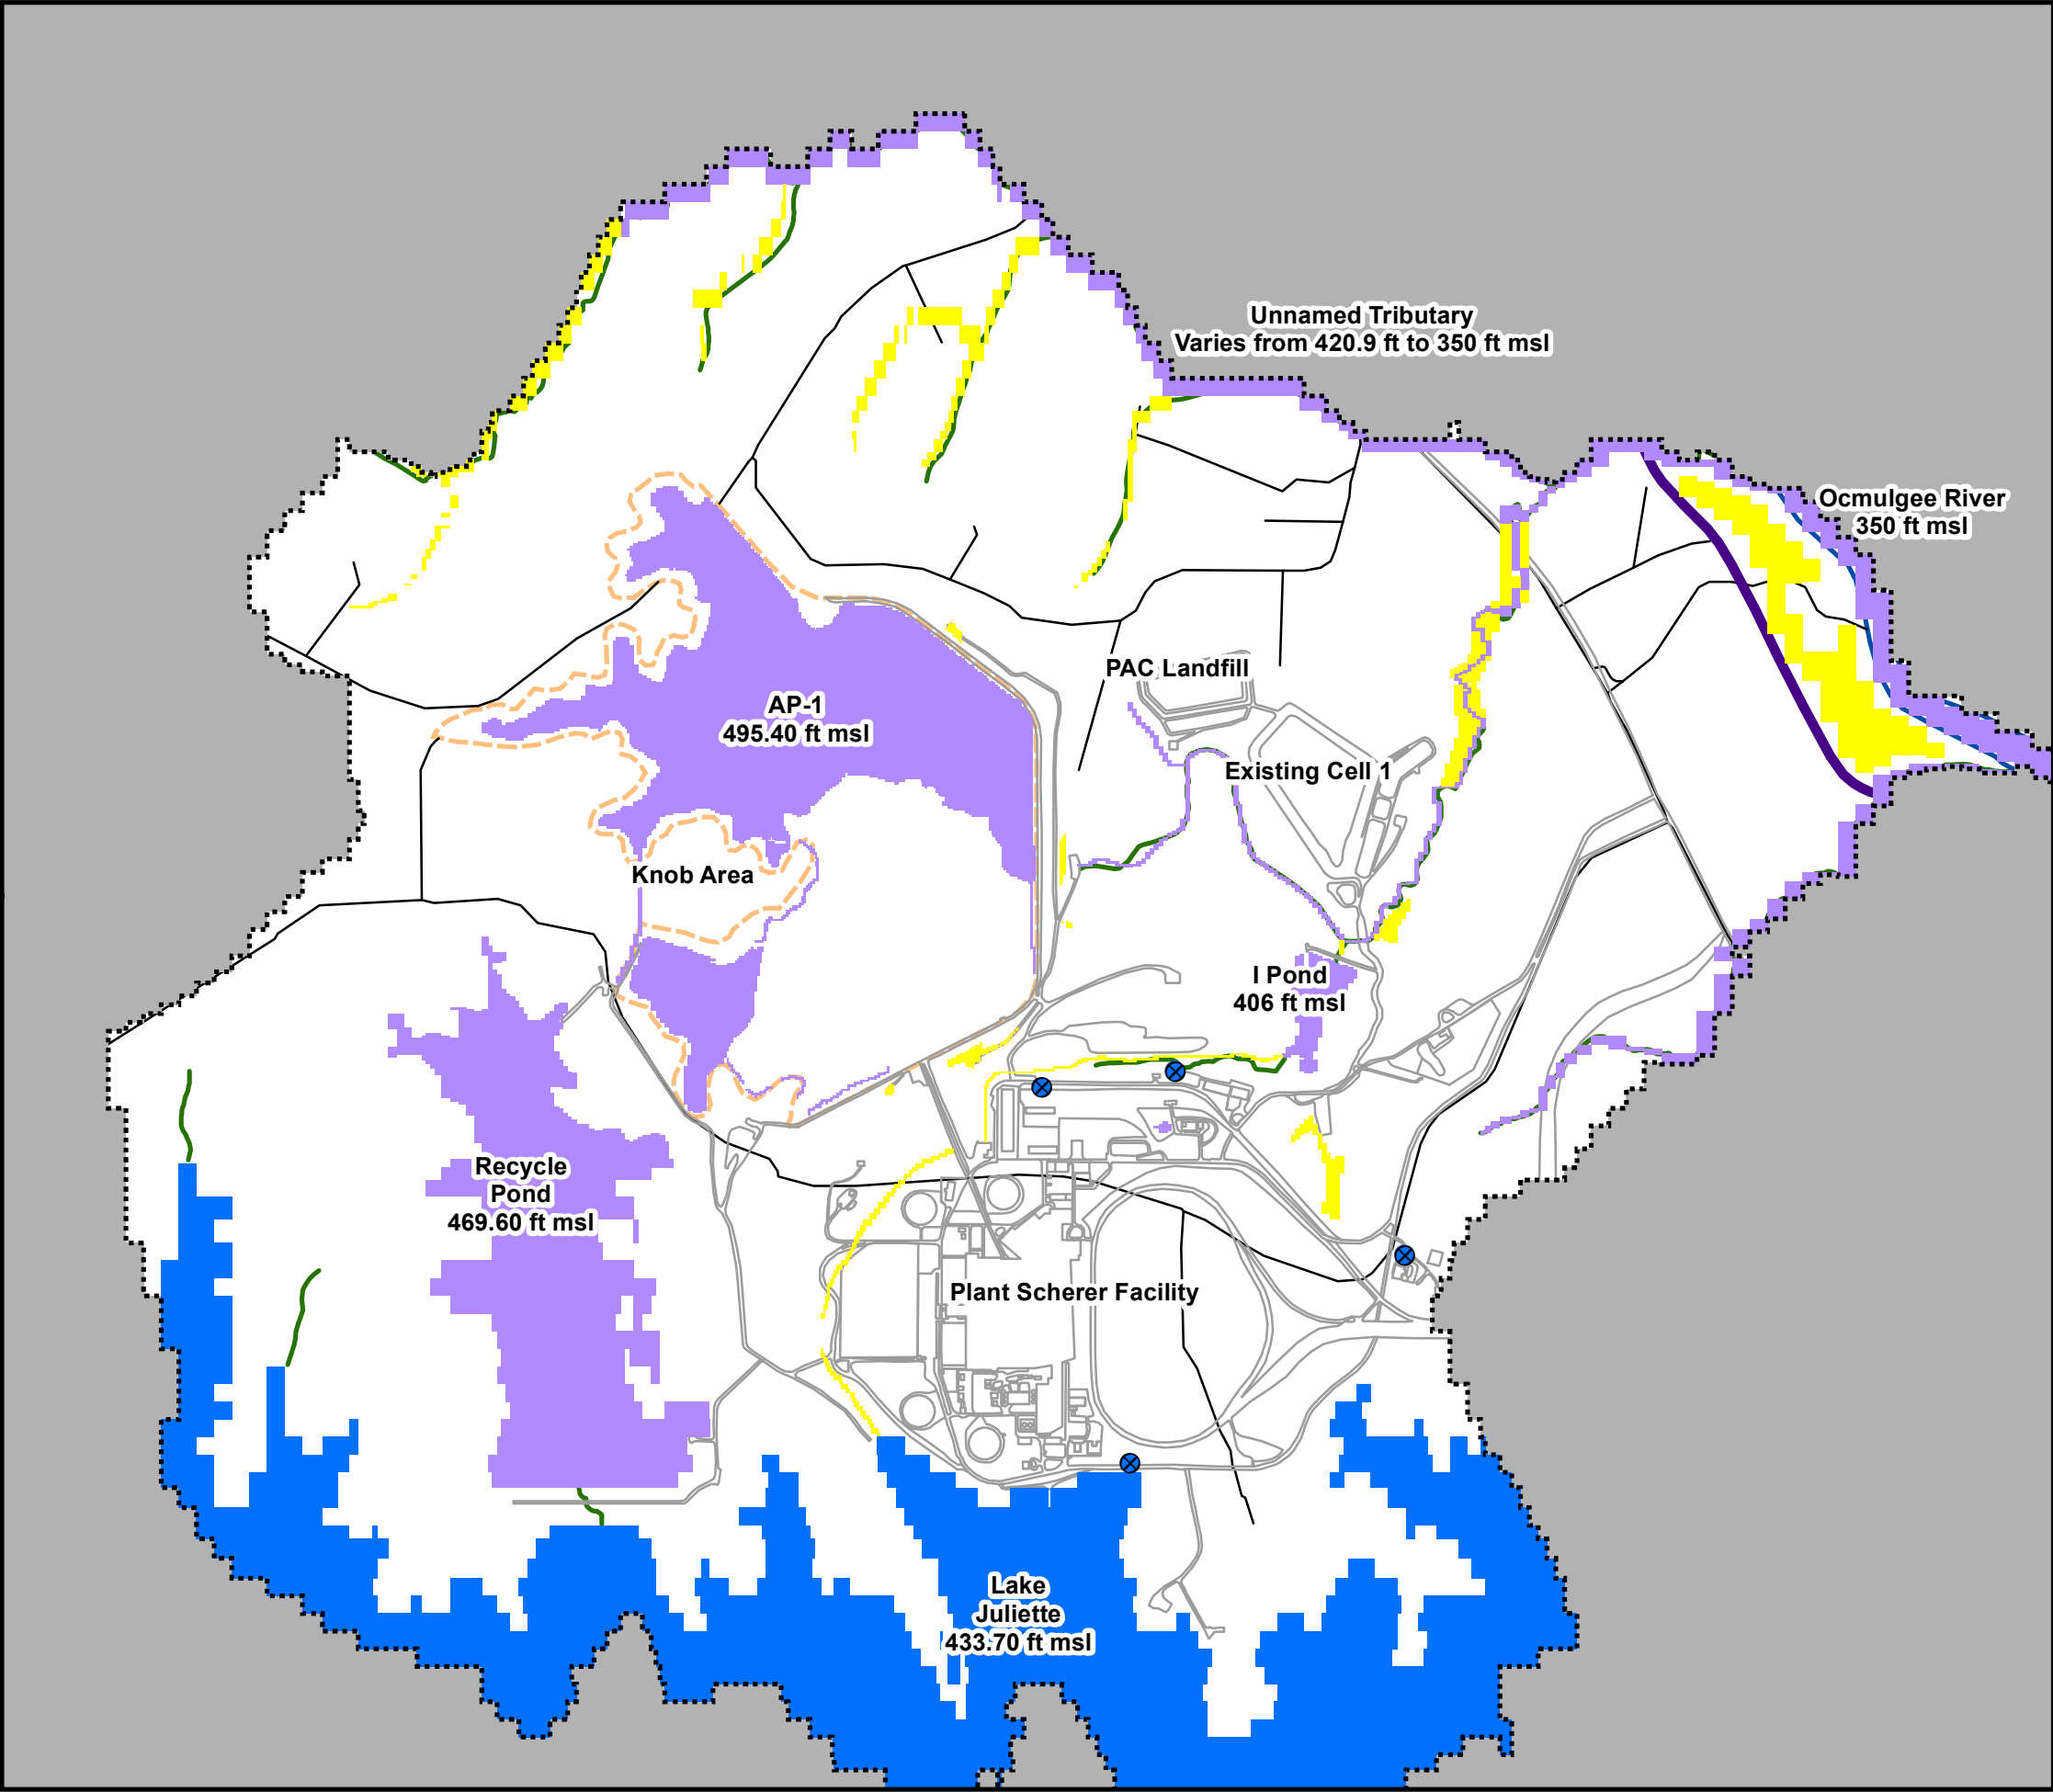 Unnamed Tributary
Varies from 420.9 ft to 350 ft msl
Ocmulgee River
350 ft msl
PAC Landfill
AP-1
495.40 ft msl
Existing Cell 1
Knob Area
I Pond
406 ft msl
Recycle
Pond
469.60 ft msl
Plant Scherer Facility
Lake
Juliette
433.70 ft msl